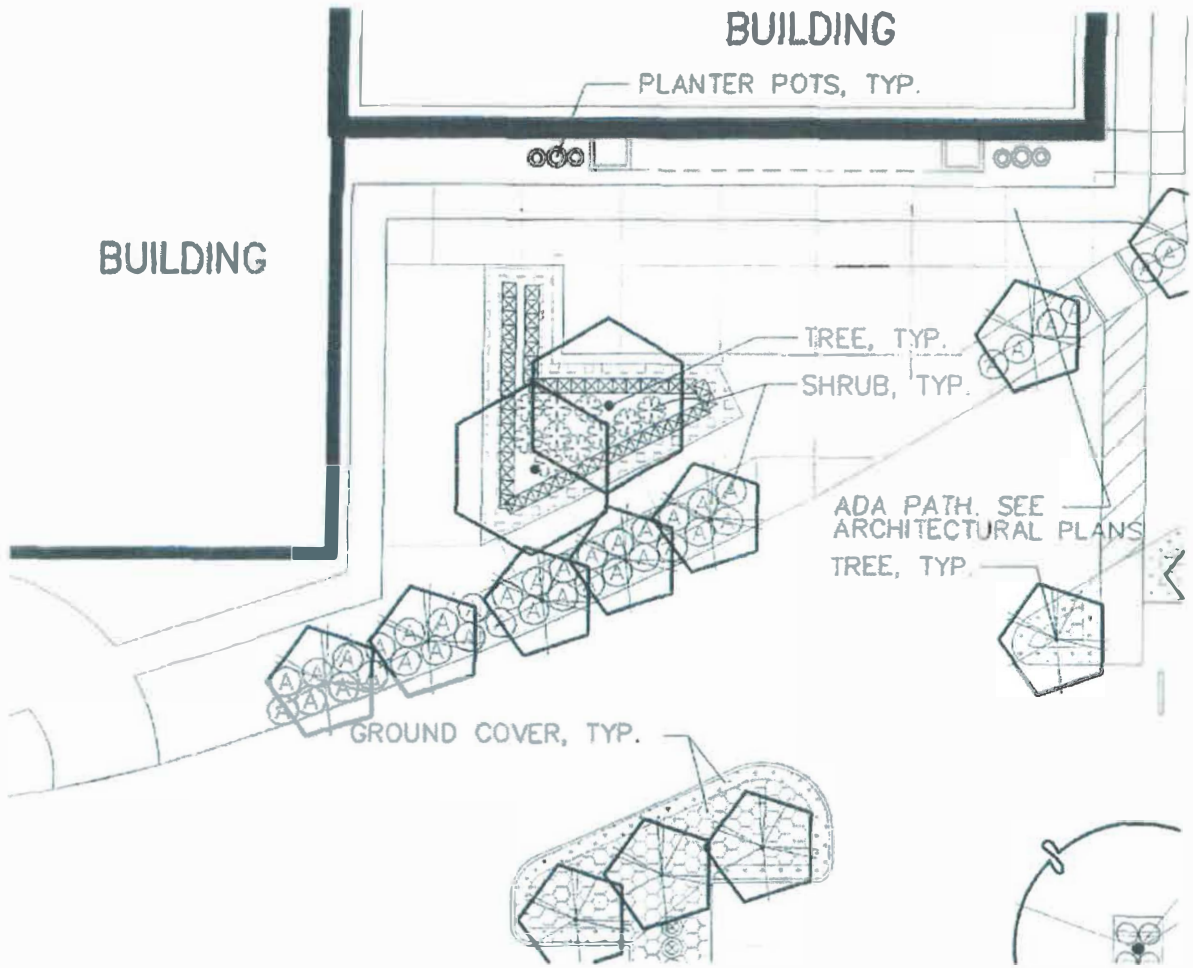 BUILDING
PLANTER POTS, TYP.
BUILDING
TREE, TYP.
SHRUB, TYP.
ADA PATH. SEE
ARCHITECTURAL PLANS
TREE, TYP.
GROUND COVER, TYP.